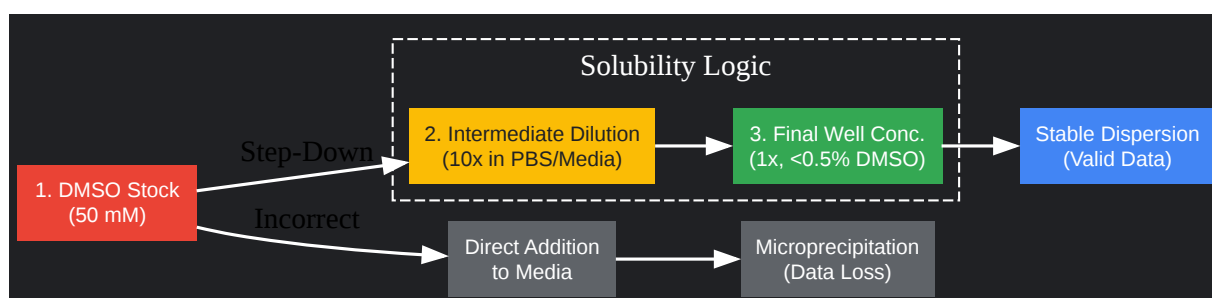 Solubility Logic
1. DMSO Stock
(50 mM)
Step-Down
2. Intermediate Dilution
(10x in PBS/Media)
3. Final Well Conc.
(1x, <0.5% DMSO)
Stable Dispersion
(Valid Data)
Incorrect
Direct Addition
to Media
Microprecipitation
(Data Loss)